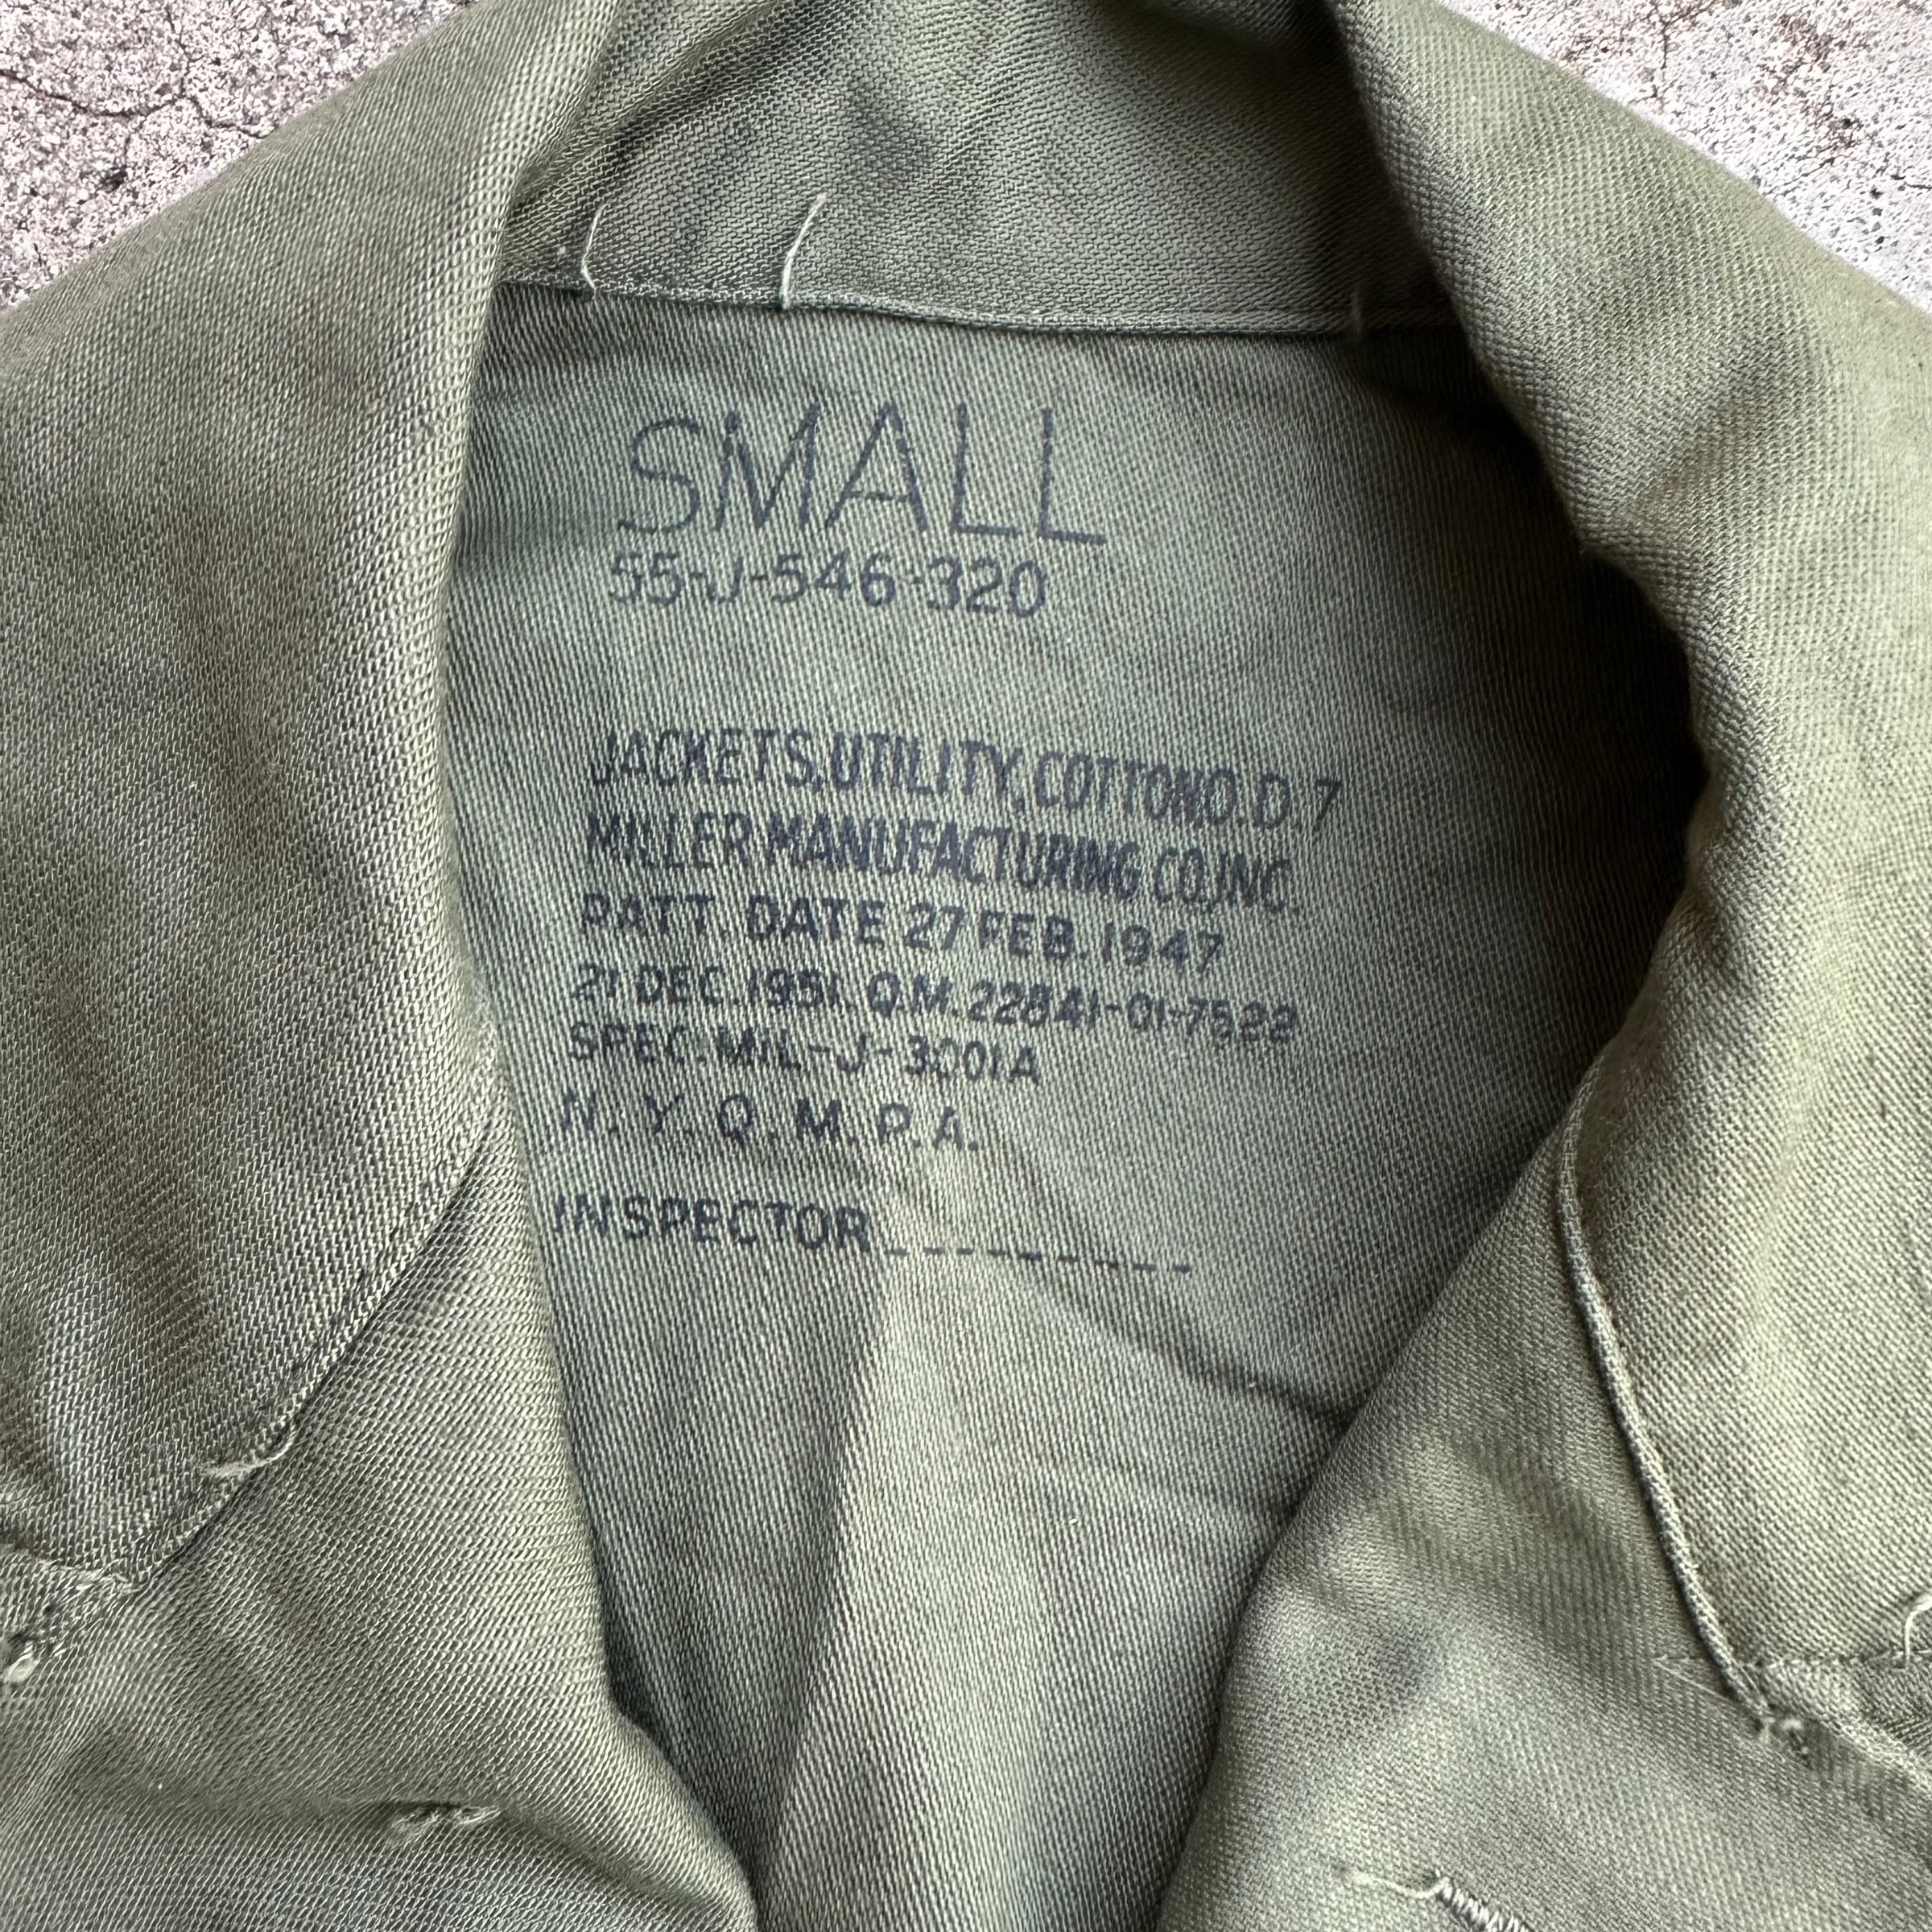 SMALL
55-J-546-320
JACKETS, UTILITY, COTTON O.D. 7
MILLER MANUFACTURING CO. INC.
PATT. DATE 27 FEB. 1947
21 DEC. 1951. Q.M. 22841-01-7522
SPEC. MIL-J-3001A
N. Y. Q. M. P. A.
INSPECTOR ----------